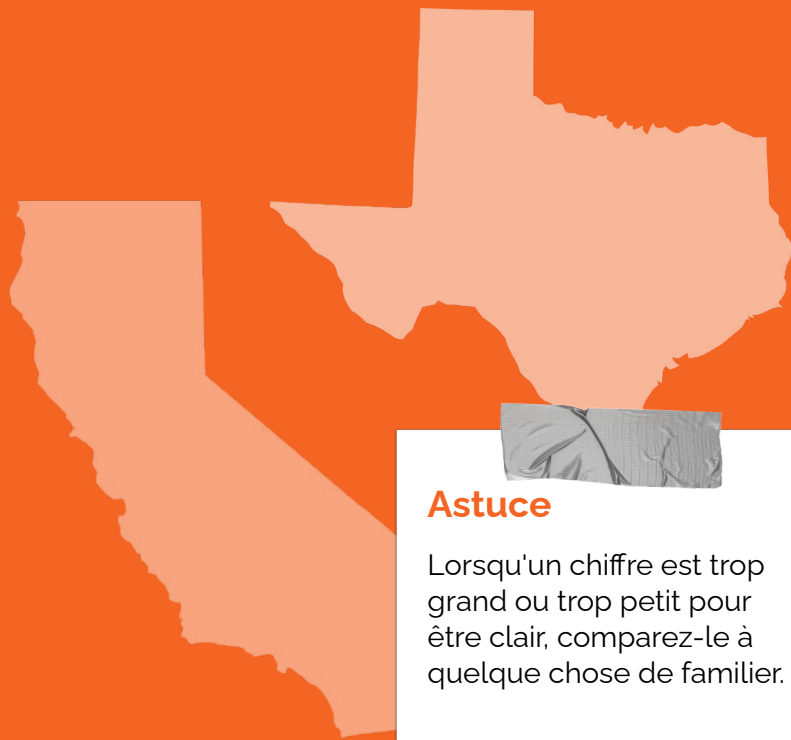 Astuce
Lorsqu'un chiffre est trop
grand ou trop petit pour
être clair, comparez-le à
quelque chose de familier.